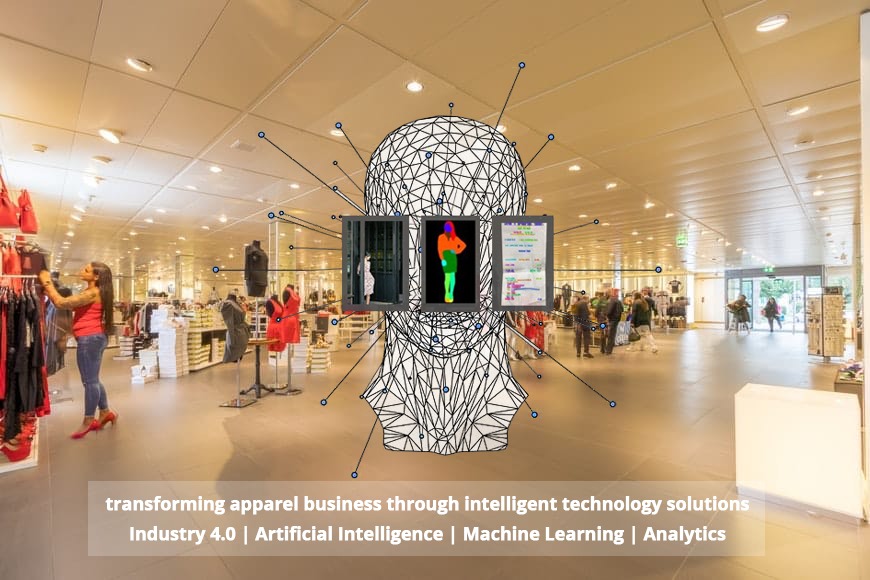 transforming apparel business through intelligent technology solutions
Industry 4.0 | Artificial Intelligence | Machine Learning | Analytics